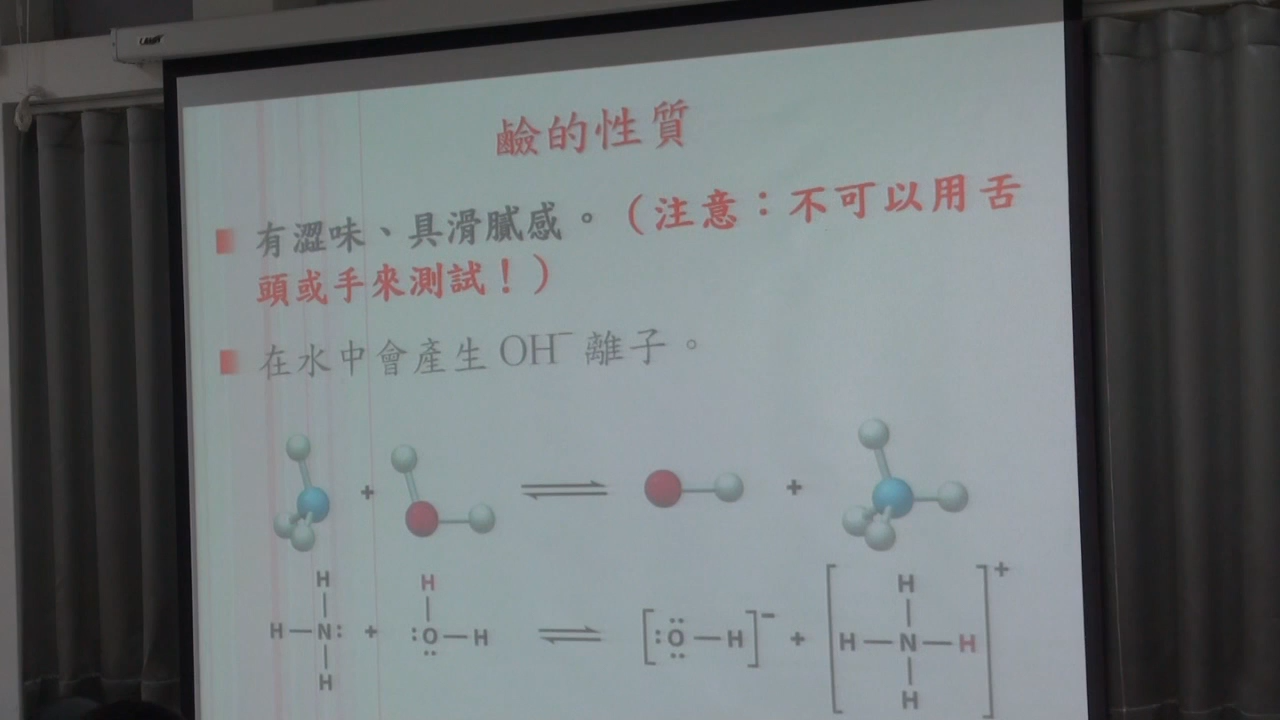 鹼的性質
有澀味、具滑膩感。(注意：不可以用舌
頭或手來測試！)
在水中會產生 OH⁻ 離子。
+ ⇌ +
H H H +
H — N : + : O — H ⇌ [ : O — H ]⁻ + H — N — H
H H